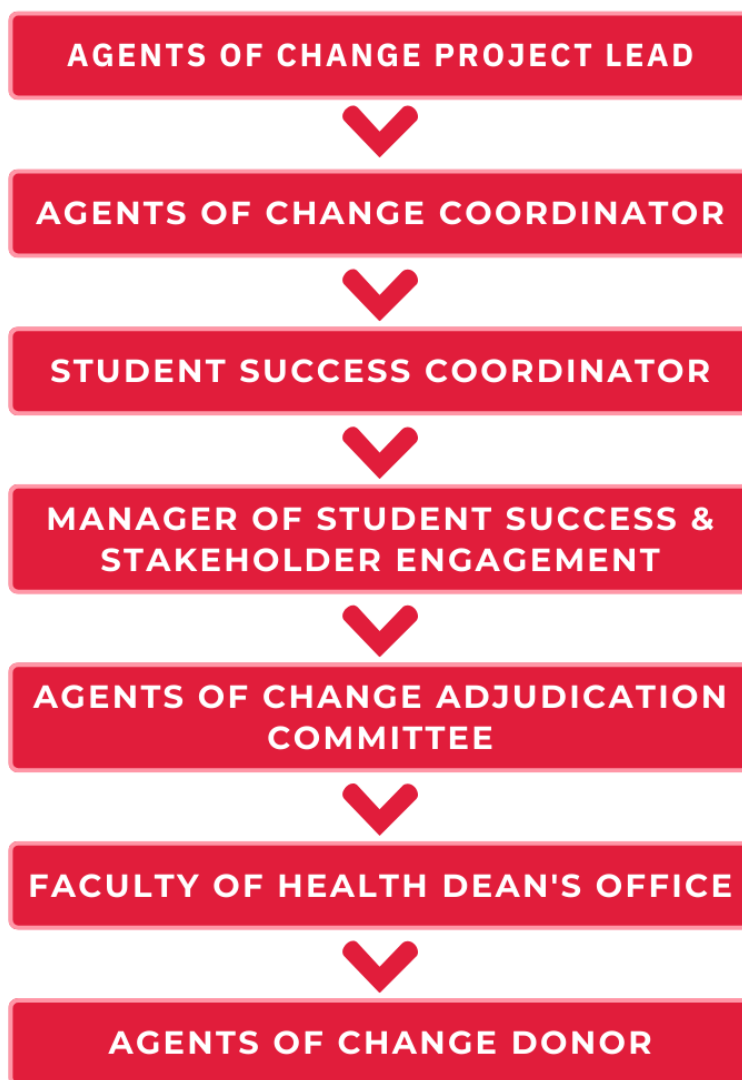 AGENTS OF CHANGE PROJECT LEAD
AGENTS OF CHANGE COORDINATOR
STUDENT SUCCESS COORDINATOR
MANAGER OF STUDENT SUCCESS &
STAKEHOLDER ENGAGEMENT
AGENTS OF CHANGE ADJUDICATION
COMMITTEE
FACULTY OF HEALTH DEAN'S OFFICE
AGENTS OF CHANGE DONOR